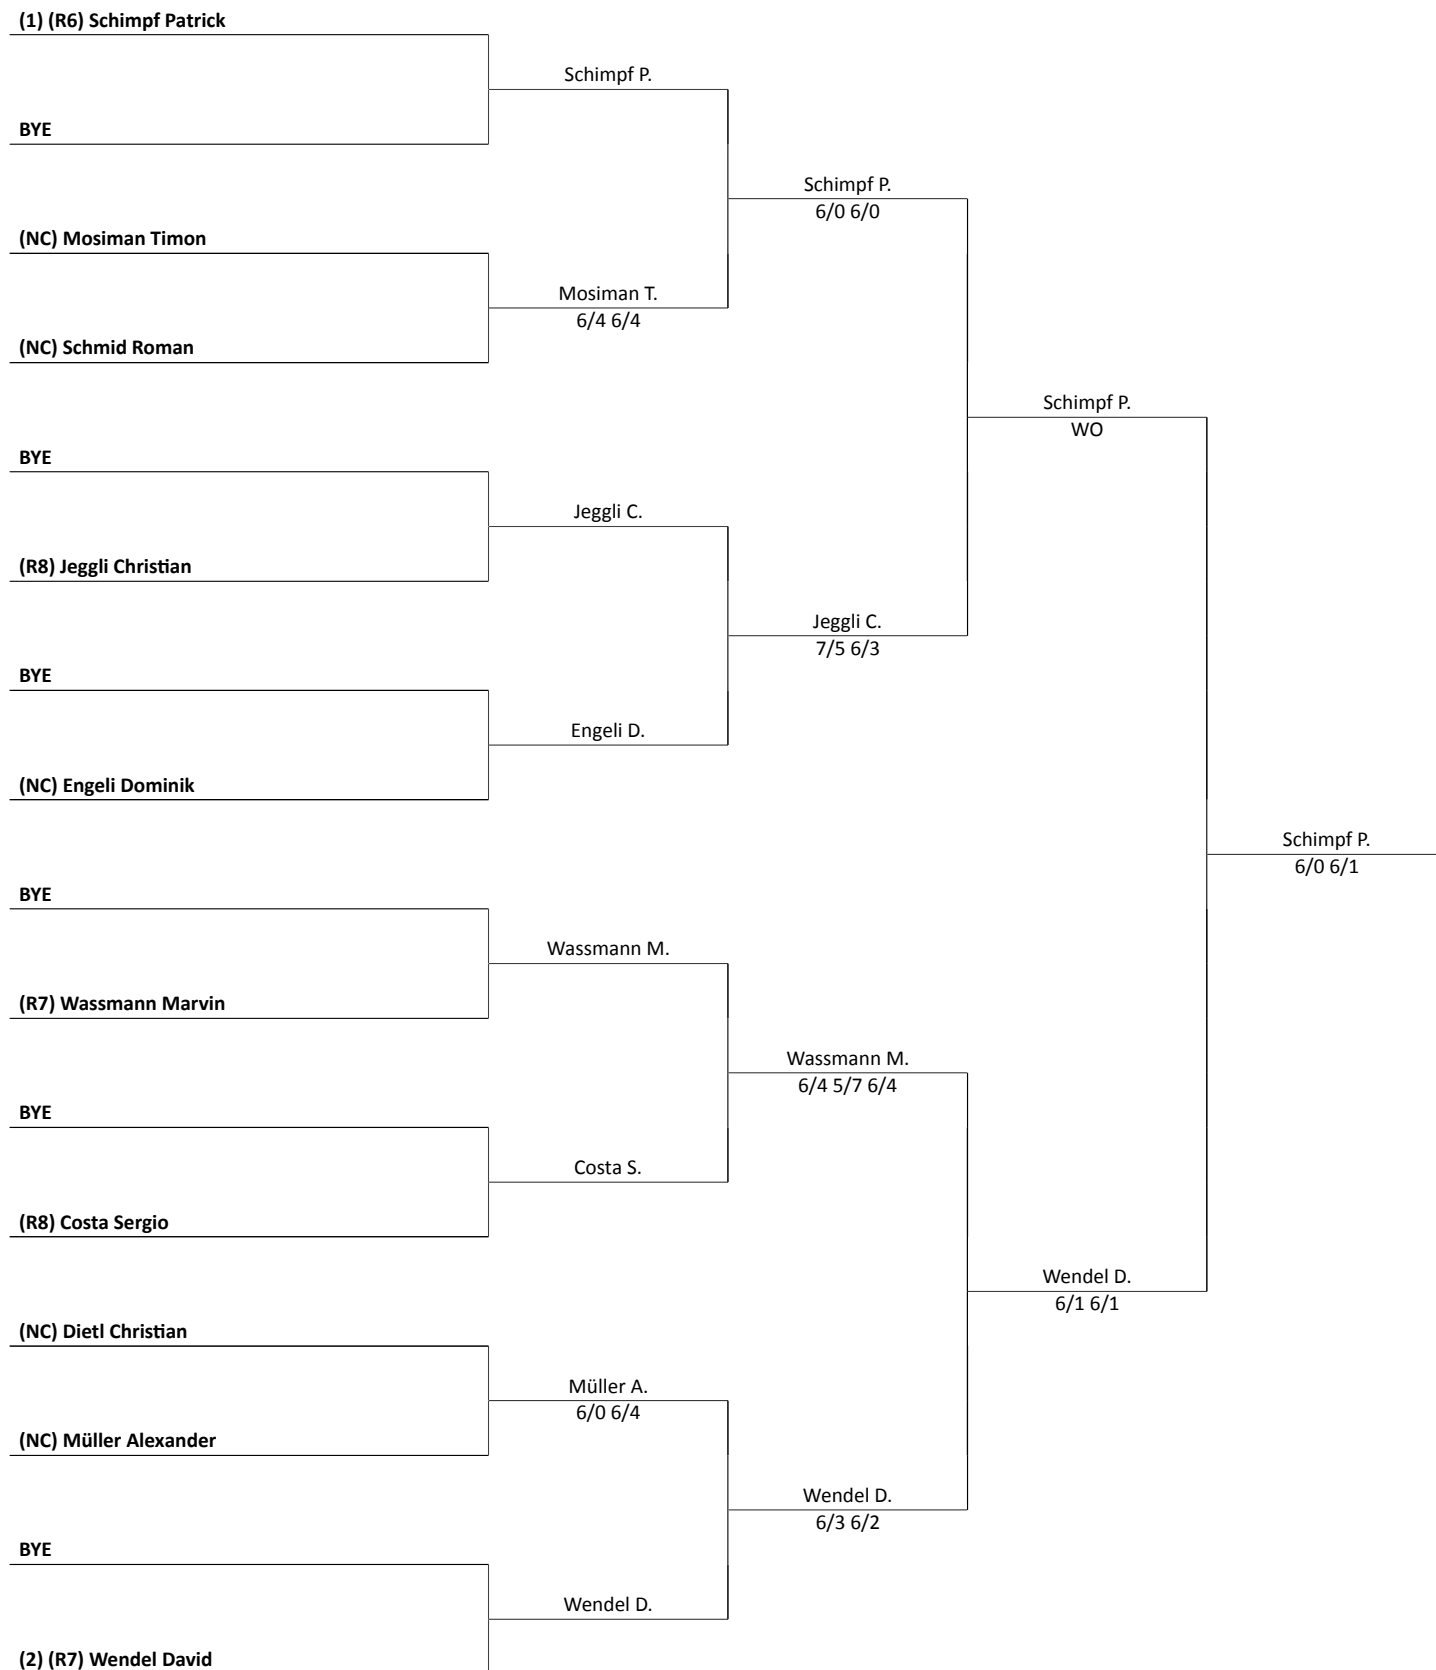 (1) (R6) Schimpf Patrick
Schimpf P.
BYE
Schimpf P.
6/0 6/0
(NC) Mosiman Timon
Mosiman T.
6/4 6/4
(NC) Schmid Roman
Schimpf P.
WO
BYE
Jeggli C.
(R8) Jeggli Christian
Jeggli C.
7/5 6/3
BYE
Engeli D.
(NC) Engeli Dominik
Schimpf P.
6/0 6/1
BYE
Wassmann M.
(R7) Wassmann Marvin
Wassmann M.
6/4 5/7 6/4
BYE
Costa S.
(R8) Costa Sergio
Wendel D.
6/1 6/1
(NC) Dietl Christian
Müller A.
6/0 6/4
(NC) Müller Alexander
Wendel D.
6/3 6/2
BYE
Wendel D.
(2) (R7) Wendel David